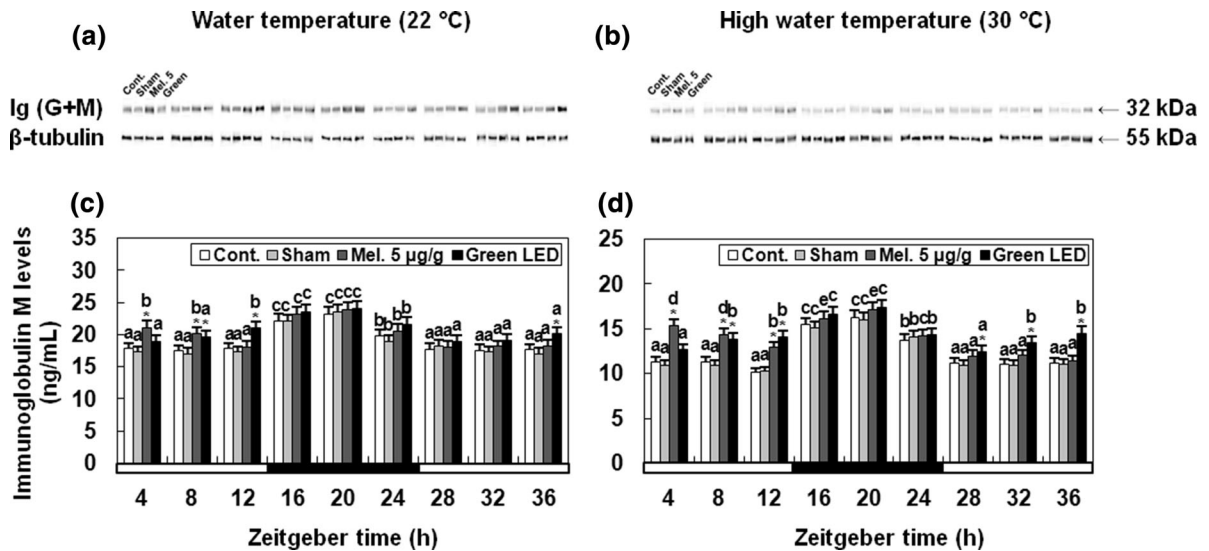 Water temperature (22 °C)
High water temperature (30 °C)
(a)
(b)
Cont.
Sham
Mel. 5
Green
Cont.
Sham
Mel. 5
Green
Ig (G+M)
← 32 kDa
β-tubulin
← 55 kDa
(c)
(d)
Immunoglobulin M levels
(ng/mL)
35
30
25
20
15
10
5
0
Cont. Sham Mel. 5 µg/g Green LED
a a b * a
a a b * a *
a a a b *
c c c c
c c c c
b b b b
a a a a
a a a a
a a a a *
4 8 12 16 20 24 28 32 36
Zeitgeber time (h)
25
20
15
10
5
0
Cont. Sham Mel. 5 µg/g Green LED
a a d * a
a a d * b *
a a b * b *
c c e c
c c e c
b b c b
a a a a *
a a a b *
a a a b *
4 8 12 16 20 24 28 32 36
Zeitgeber time (h)